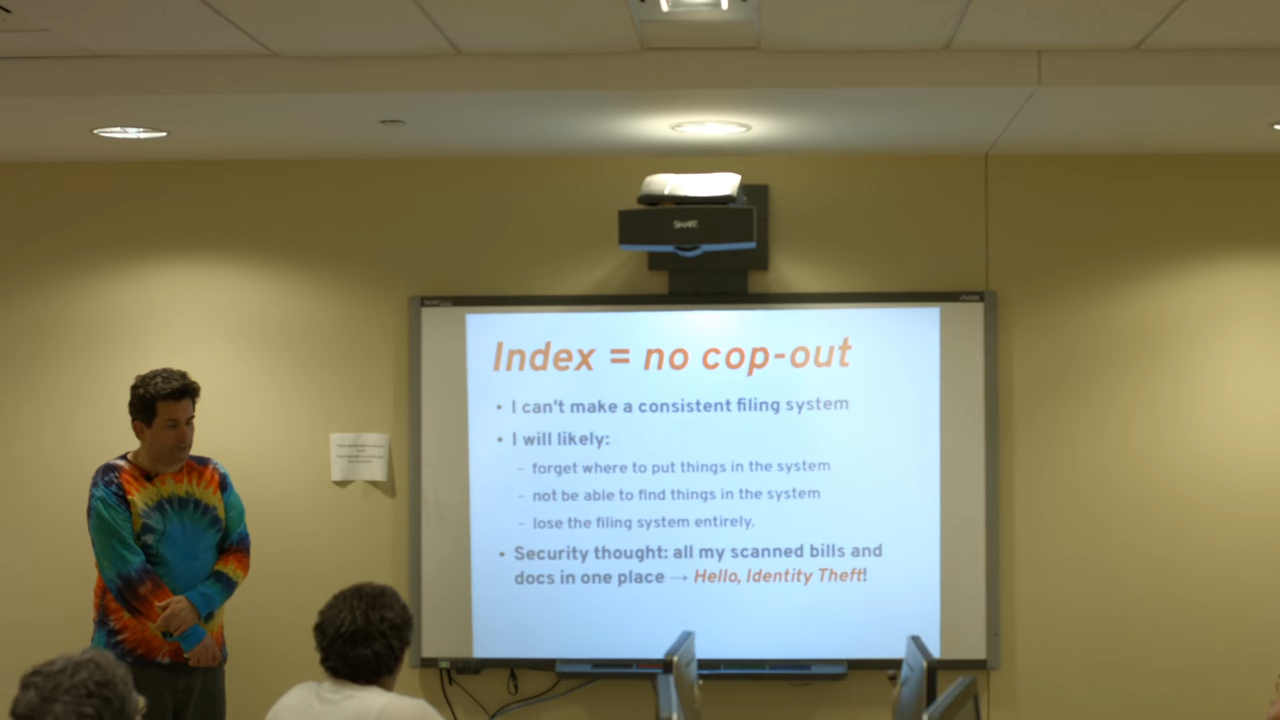 SMART
Index = no cop-out
• I can't make a consistent filing system
• I will likely:
– forget where to put things in the system
– not be able to find things in the system
– lose the filing system entirely.
• Security thought: all my scanned bills and
docs in one place → Hello, Identity Theft!